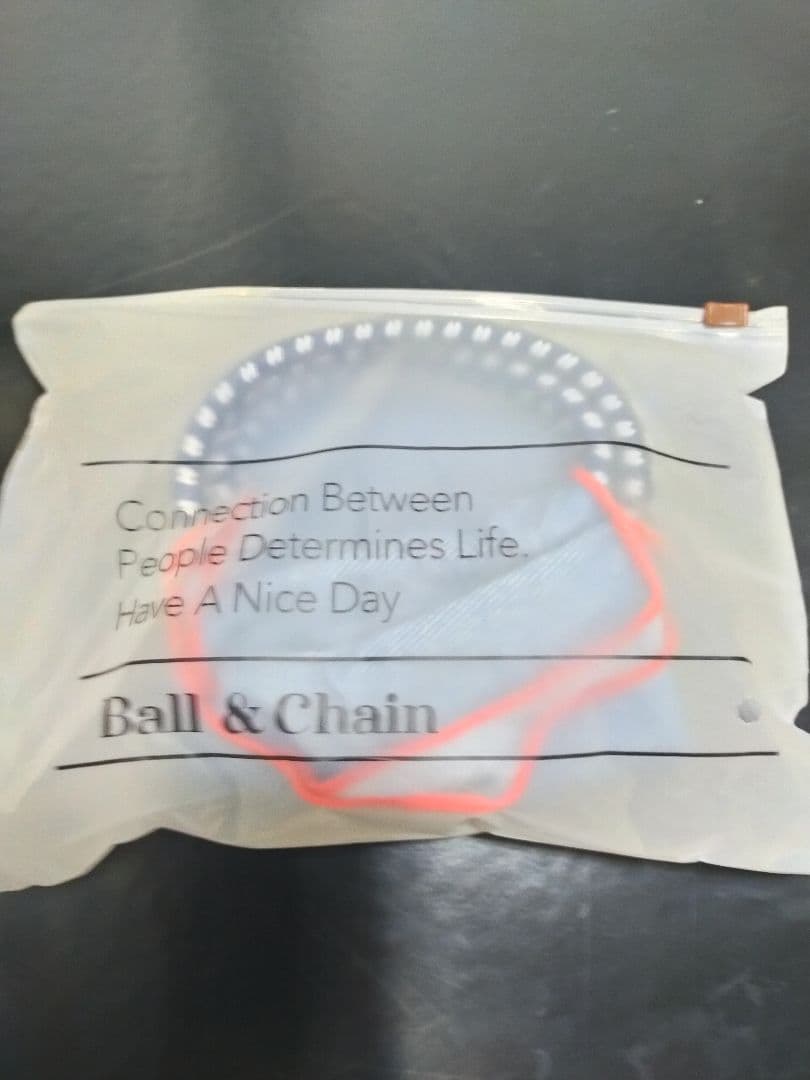 Connection Between
People Determines Life.
Have A Nice Day
Ball & Chain